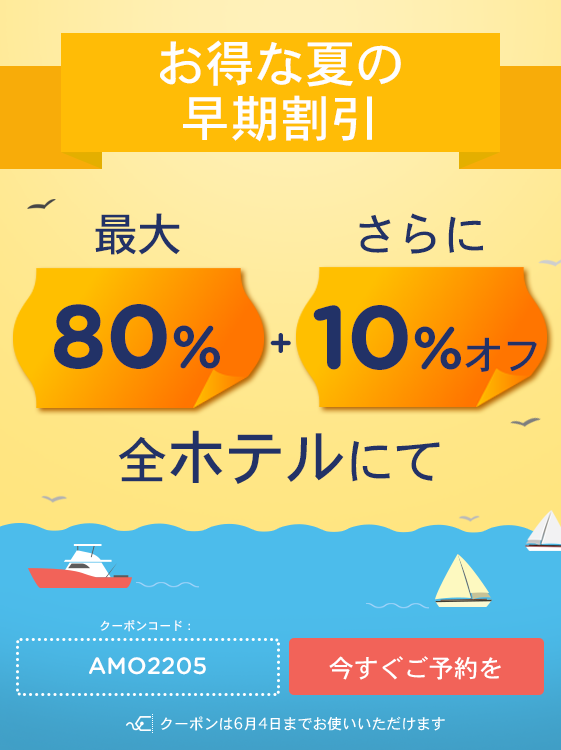 お得な夏の
早期割引
最大
さらに
80%
+
10%オフ
全ホテルにて
クーポンコード：
AMO2205
今すぐご予約を
クーポンは6月4日までお使いいただけます